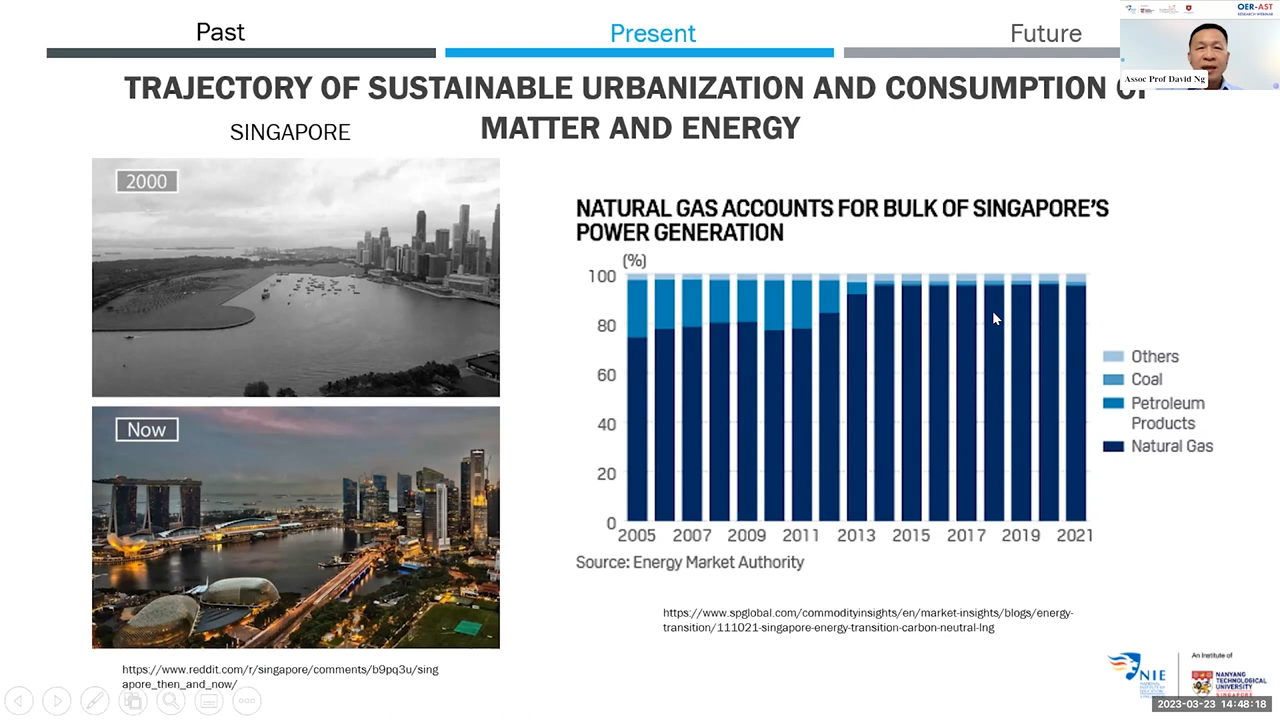 Past
Present
Future
OER-AST
RESEARCH WEBINAR
Assoc Prof David Ng
TRAJECTORY OF SUSTAINABLE URBANIZATION AND CONSUMPTION OF
MATTER AND ENERGY
SINGAPORE
2000
Now
https://www.reddit.com/r/singapore/comments/b9pq3u/sing
apore_then_and_now/
NATURAL GAS ACCOUNTS FOR BULK OF SINGAPORE'S
POWER GENERATION
(%)
100
80
60
40
20
0
2005 2007 2009 2011 2013 2015 2017 2019 2021
Others
Coal
Petroleum
Products
Natural Gas
Source: Energy Market Authority
https://www.spglobal.com/commodityinsights/en/market-insights/blogs/energy-
transition/111021-singapore-energy-transition-carbon-neutral-lng
NIE
An Institute of
NANYANG
TECHNOLOGICAL
UNIVERSITY
SINGAPORE
2023-03-23 14:48:18